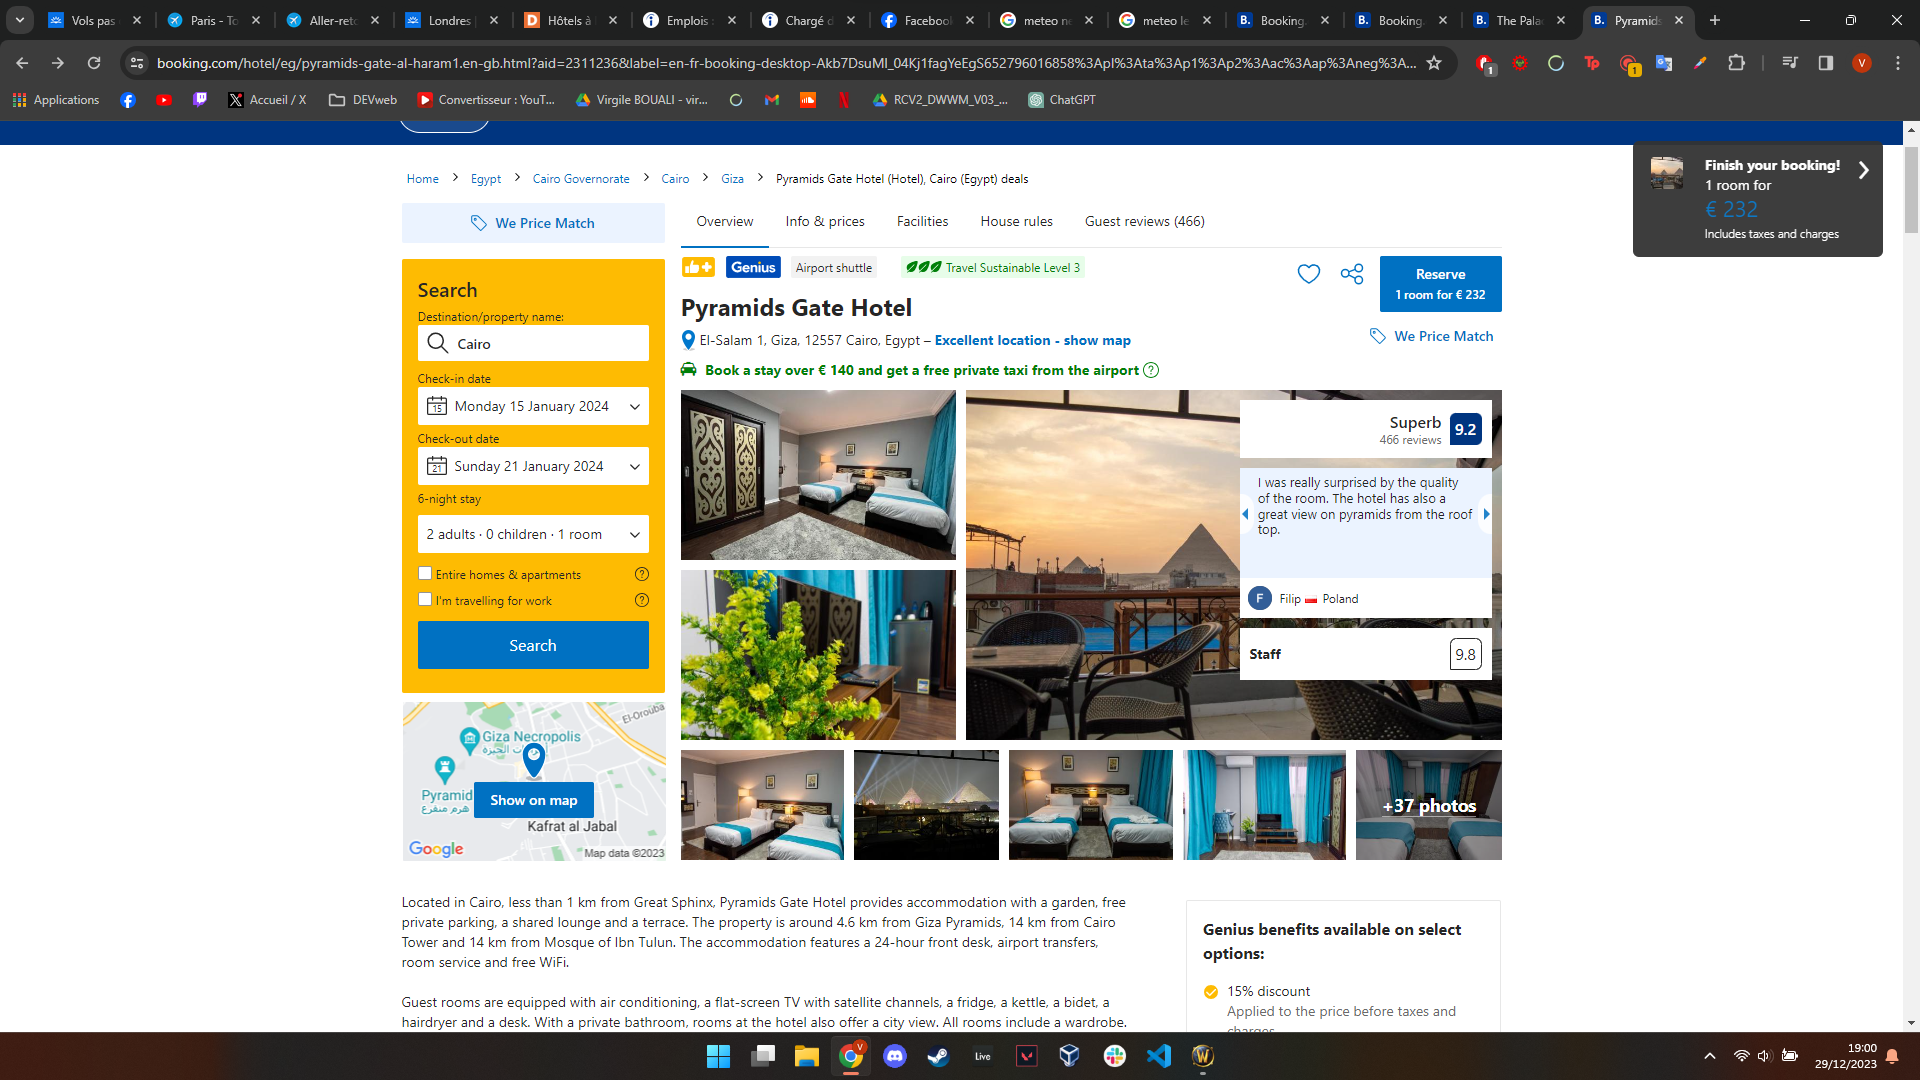 Vols pas
Paris - To
Aller-reto
Londres
Hôtels à
Emplois :
Chargé d
Facebook
meteo ne
meteo le
Booking.
Booking.
The Pala
Pyramids
booking.com/hotel/eg/pyramids-gate-al-haram1.en-gb.html?aid=2311236&label=en-fr-booking-desktop-Akb7DsuMI_04Kj1fagYeEgS652796016858%3Apl%3Ata%3Ap1%3Ap2%3Aac%3Aap%3Aneg%3A...
Applications
Accueil / X
DEVweb
Convertisseur : YouT...
Virgile BOUALI - vir...
RCV2_DWWM_V03_...
ChatGPT
Home > Egypt > Cairo Governorate > Cairo > Giza > Pyramids Gate Hotel (Hotel), Cairo (Egypt) deals
Finish your booking!
1 room for
€ 232
Includes taxes and charges
We Price Match
Overview
Info & prices
Facilities
House rules
Guest reviews (466)
Search
Destination/property name:
Cairo
Check-in date
15
Monday 15 January 2024
Check-out date
21
Sunday 21 January 2024
6-night stay
2 adults · 0 children · 1 room
Entire homes & apartments
I'm travelling for work
Search
Giza Necropolis
El-Orouba
Pyramid
هرم منقرع
Show on map
Kafrat al Jabal
Google
Map data ©2023
Genius
Airport shuttle
Travel Sustainable Level 3
Reserve
1 room for € 232
Pyramids Gate Hotel
El-Salam 1, Giza, 12557 Cairo, Egypt – Excellent location - show map
We Price Match
Book a stay over € 140 and get a free private taxi from the airport
Superb
466 reviews
9.2
I was really surprised by the quality
of the room. The hotel has also a
great view on pyramids from the roof
top.
F
Filip
Poland
Staff
9.8
+37 photos
Located in Cairo, less than 1 km from Great Sphinx, Pyramids Gate Hotel provides accommodation with a garden, free
private parking, a shared lounge and a terrace. The property is around 4.6 km from Giza Pyramids, 14 km from Cairo
Tower and 14 km from Mosque of Ibn Tulun. The accommodation features a 24-hour front desk, airport transfers,
room service and free WiFi.
Guest rooms are equipped with air conditioning, a flat-screen TV with satellite channels, a fridge, a kettle, a bidet, a
hairdryer and a desk. With a private bathroom, rooms at the hotel also offer a city view. All rooms include a wardrobe.
Genius benefits available on select
options:
15% discount
Applied to the price before taxes and
charges
Live
19:00
29/12/2023